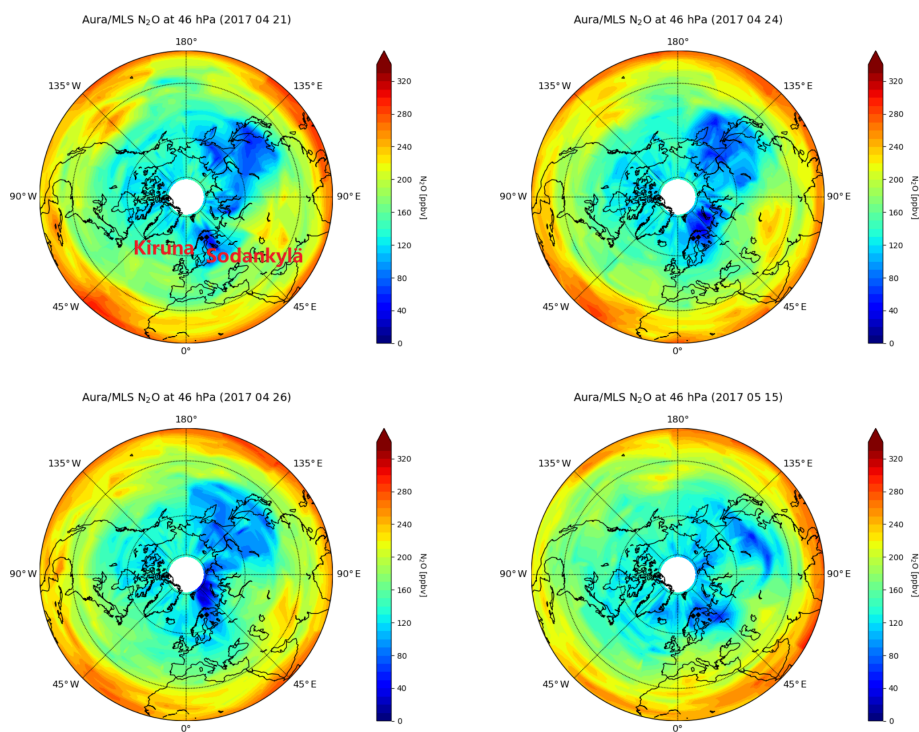 Aura/MLS N₂O at 46 hPa (2017 04 21)
180°
135°W
135°E
90°W
90°E
Kiruna
Sodankylä
45°W
45°E
0°
320
280
240
200
160
120
80
40
0
N₂O [ppbv]
Aura/MLS N₂O at 46 hPa (2017 04 24)
180°
135°W
135°E
90°W
90°E
45°W
45°E
0°
320
280
240
200
160
120
80
40
0
N₂O [ppbv]
Aura/MLS N₂O at 46 hPa (2017 04 26)
180°
135°W
135°E
90°W
90°E
45°W
45°E
0°
320
280
240
200
160
120
80
40
0
N₂O [ppbv]
Aura/MLS N₂O at 46 hPa (2017 05 15)
180°
135°W
135°E
90°W
90°E
45°W
45°E
0°
320
280
240
200
160
120
80
40
0
N₂O [ppbv]